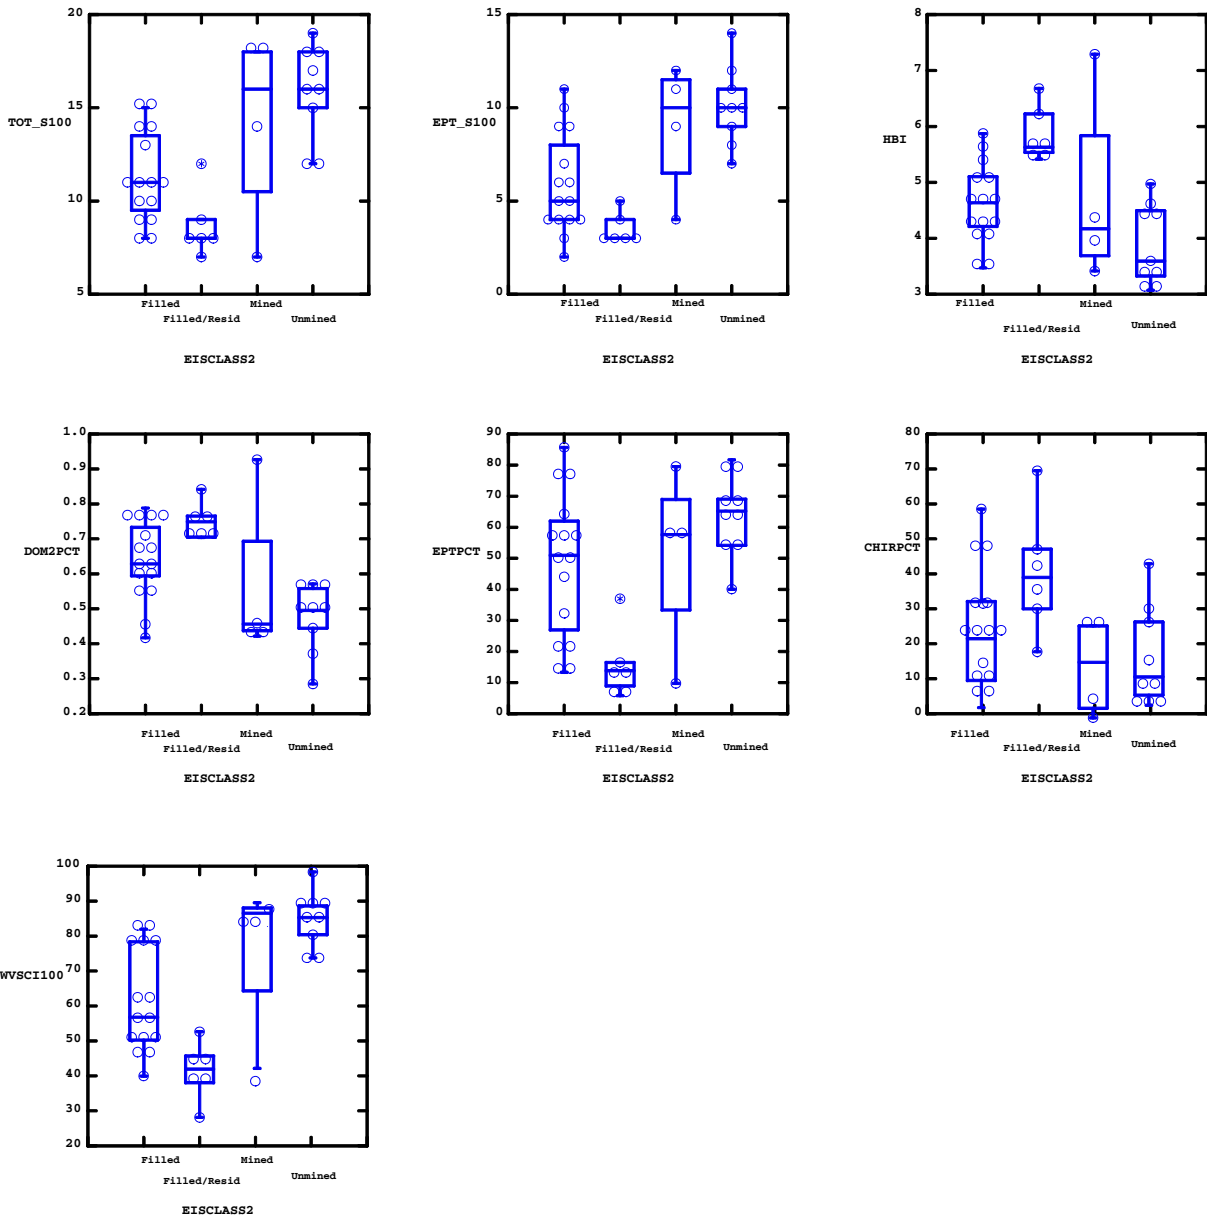 20
15
TOT_S100
10
5
Filled
Mined
Filled/Resid
Unmined
EISCLASS2
15
10
EPT_S100
5
0
Filled
Mined
Filled/Resid
Unmined
EISCLASS2
8
7
6
HBI
5
4
3
Filled
Mined
Filled/Resid
Unmined
EISCLASS2
1.0
0.9
0.8
0.7
DOM2PCT
0.6
0.5
0.4
0.3
0.2
Filled
Mined
Filled/Resid
Unmined
EISCLASS2
90
80
70
60
50
EPTPCT
40
30
20
10
0
Filled
Mined
Filled/Resid
Unmined
EISCLASS2
80
70
60
50
CHIRPCT
40
30
20
10
0
Filled
Mined
Filled/Resid
Unmined
EISCLASS2
100
90
80
70
WVSCI100
60
50
40
30
20
Filled
Mined
Filled/Resid
Unmined
EISCLASS2